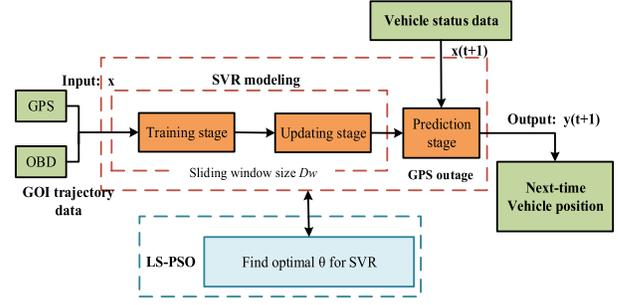 Vehicle status data
x(t+1)
Input: x
SVR modeling
GPS
OBD
Training stage
Updating stage
Prediction
stage
Output: y(t+1)
Sliding window size Dw
GPS outage
GOI trajectory
data
Next-time
Vehicle position
LS-PSO
Find optimal θ for SVR